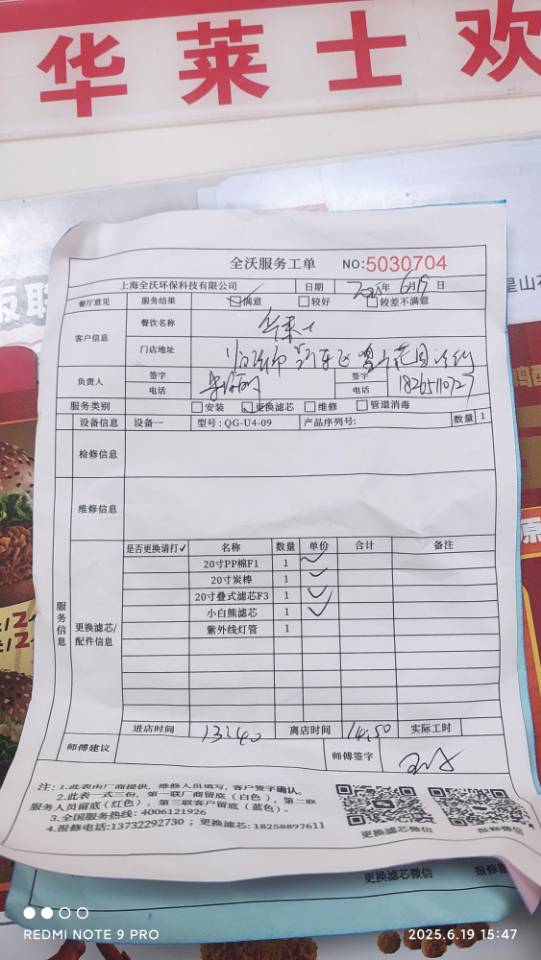 华莱士欢
全沃服务工单 NO:5030704
上海全沃环保科技有限公司 日期 2025年6月19日
餐厅意见 服务结果 满意 较好 较差不满意
客户信息 餐饮名称 华莱士
门店地址
负责人 签字 签字
电话 电话 18265110727
服务类别 安装 更换滤芯 维修 管道消毒
设备信息 设备一 型号:QG-U4-09 产品序列号: 数量 1
检修信息
维修信息
服务信息
更换滤芯/配件信息
是否更换请打✓ 名称 数量 单价 合计 备注
20寸PP棉F1 1 ✓
20寸炭棒 1 ✓
20寸叠式滤芯F3 1 ✓
小白熊滤芯 1 ✓
紫外线灯管 1
进店时间 13:40 离店时间 14:50 实际工时
师傅建议 师傅签字
注:1.此表由厂商提供,维修人员填写,客户签字确认。
2.此表一式三份,第一联厂商留底(白色),第二联
服务人员留底(红色),第三联客户留底(蓝色)。
3.全国服务热线:4006121926
4.报修电话:13732292730;更换滤芯:18258897611
更换滤芯微信 报修微信
更换滤芯微信 报修
REDMI NOTE 9 PRO 2025.6.19 15:47